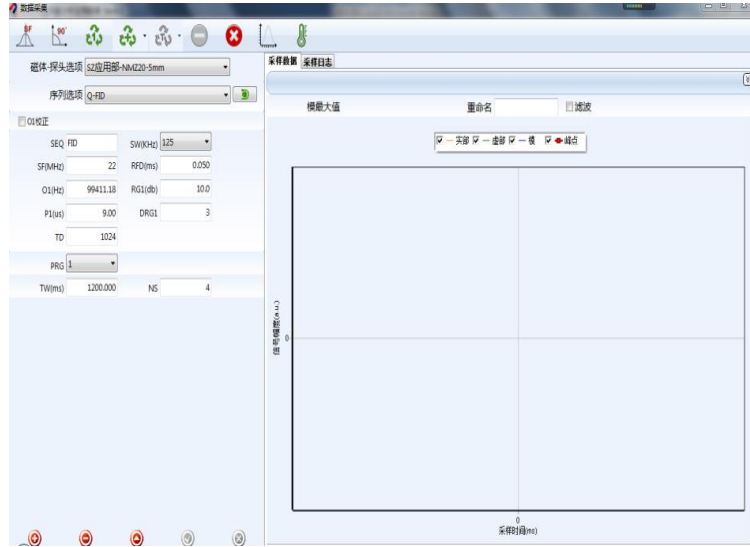 数据采集
SF
90°
磁体-探头选项 SZ应用部-NMZ20-5mm
序列选项 Q-FID
O1校正
SEQ FID SW(KHz) 125
SF(MHz) 22 RFD(ms) 0.050
O1(Hz) 99411.18 RG1(db) 10.0
P1(us) 9.00 DRG1 3
TD 1024
PRG 1
TW(ms) 1200.000 NS 4
采样数据 采样日志
模最大值 重命名 滤波
实部 虚部 模 峰点
信号幅度(a.u.)
0
0
采样时间(ms)